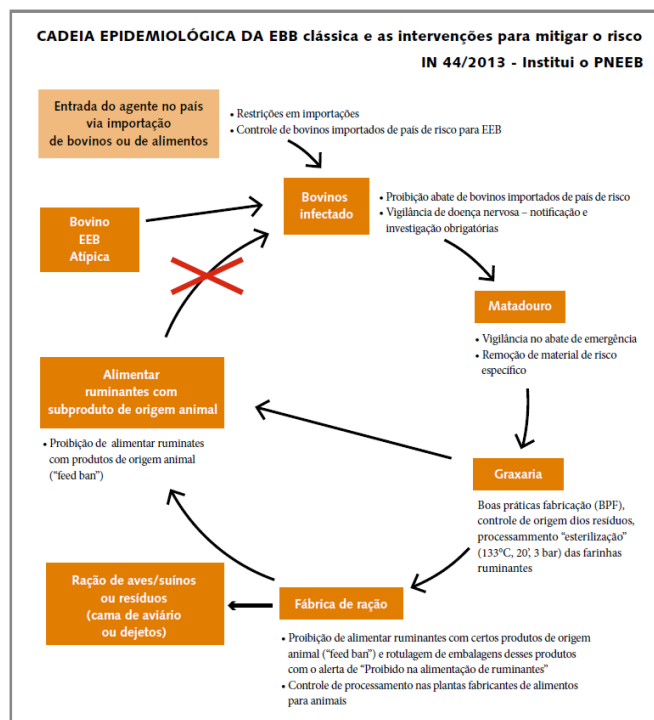 CADEIA EPIDEMIOLÓGICA DA EBB clássica e as intervenções para mitigar o risco
IN 44/2013 - Institui o PNEEB
Entrada do agente no país
via importação
de bovinos ou de alimentos
• Restrições em importações
• Controle de bovinos importados de país de risco para EEB
Bovino
EEB
Atípica
Bovinos
infectado
• Proibição abate de bovinos importados de país de risco
• Vigilância de doença nervosa – notificação e
investigação obrigatórias
Matadouro
• Vigilância no abate de emergência
• Remoção de material de risco
específico
Alimentar
ruminantes com
subproduto de origem animal
• Proibição de alimentar ruminates
com produtos de origem animal
(“feed ban”)
Graxaria
Boas práticas fabricação (BPF),
controle de origem dios resíduos,
processammento “esterilização”
(133°C, 20’, 3 bar) das farinhas
ruminantes
Ração de aves/suínos
ou resíduos
(cama de aviário
ou dejetos)
Fábrica de ração
• Proibição de alimentar ruminantes com certos produtos de origem
animal (“feed ban”) e rotulagem de embalagens desses produtos
com o alerta de “Proibido na alimentação de ruminantes”
• Controle de processamento nas plantas fabricantes de alimentos
para animais